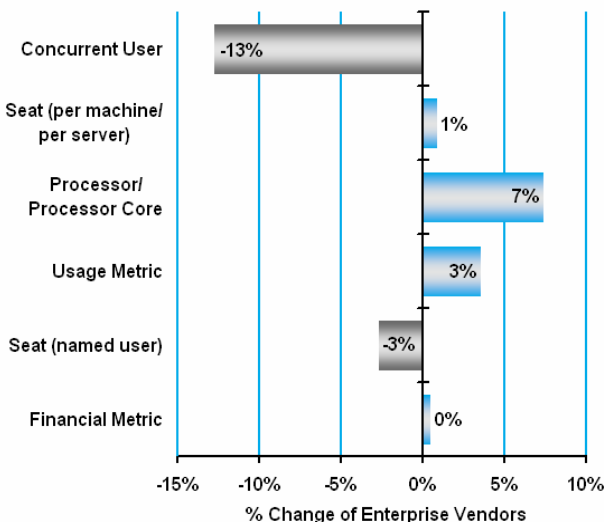 Concurrent User
-13%
Seat (per machine/
per server)
1%
Processor/
Processor Core
7%
Usage Metric
3%
Seat (named user)
-3%
Financial Metric
0%
-15%
-10%
-5%
0%
5%
10%
% Change of Enterprise Vendors